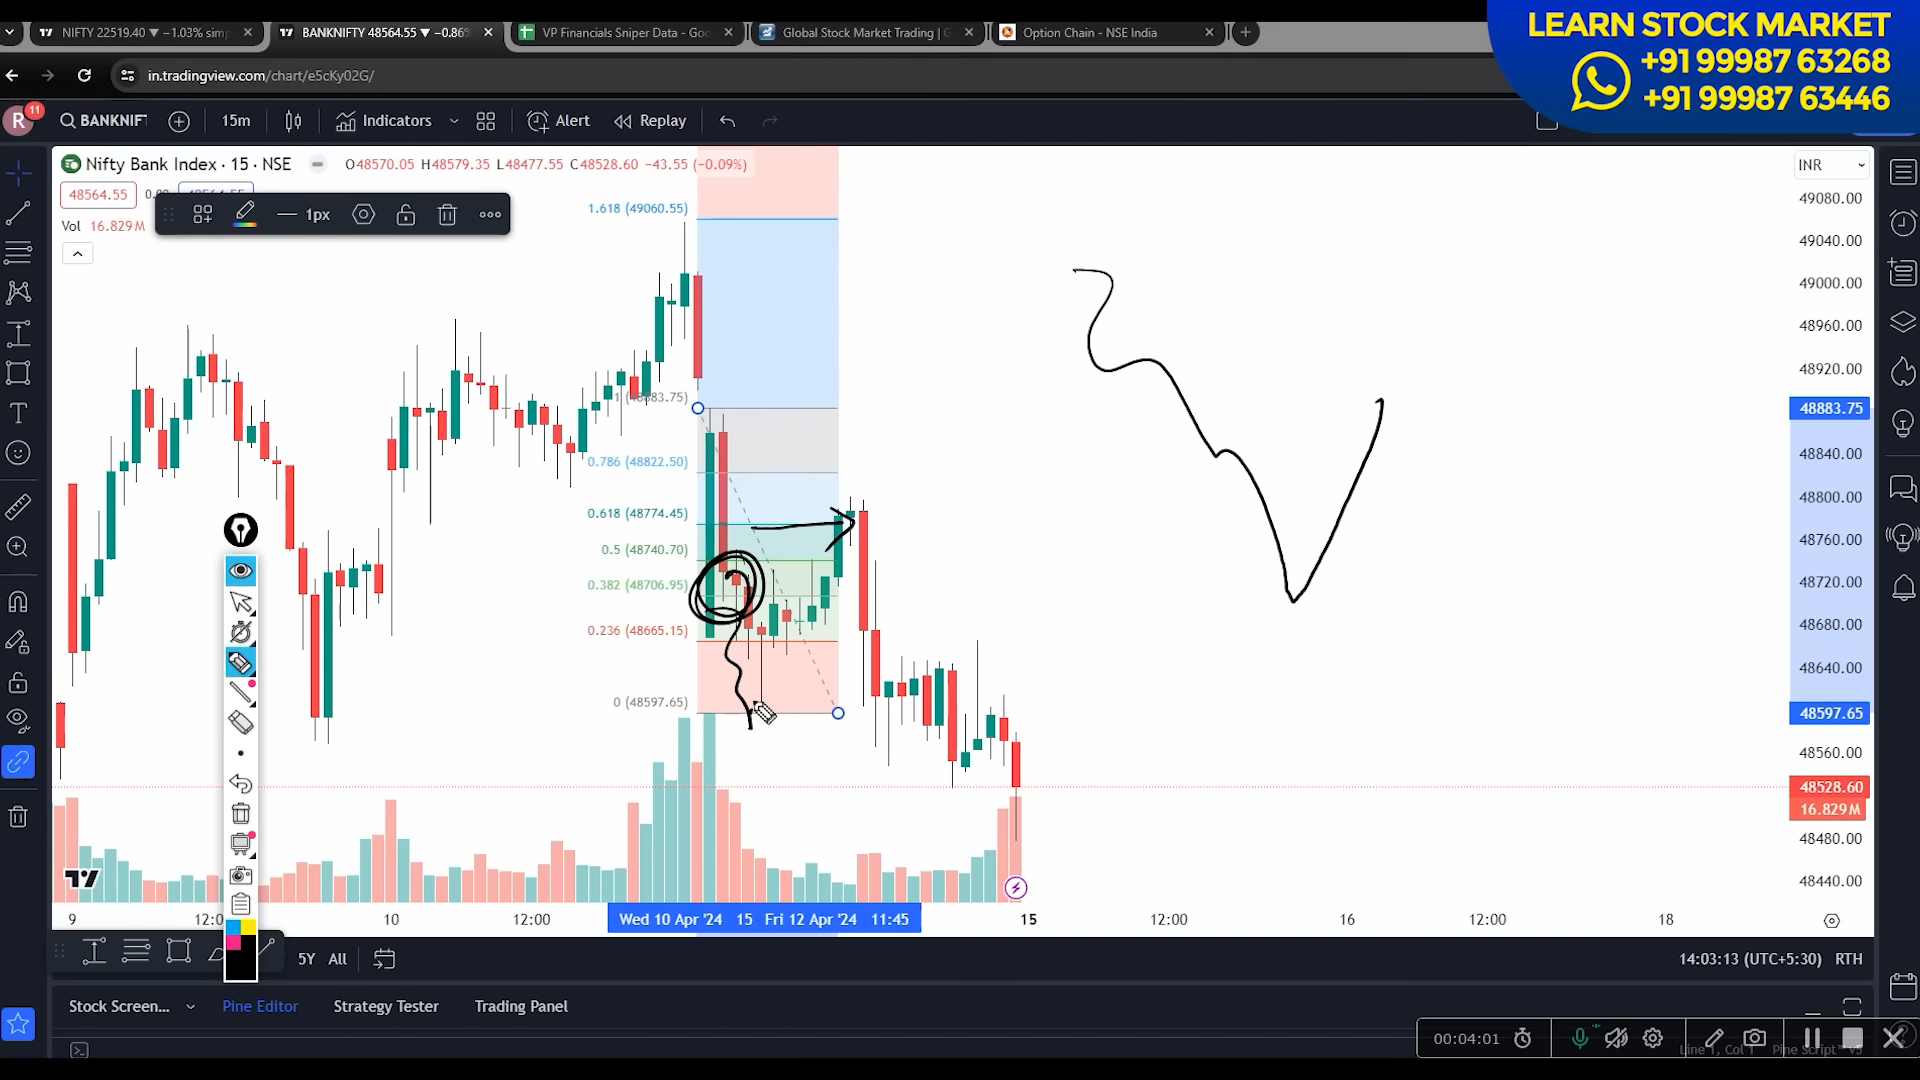 LEARN STOCK MARKET
+91 99987 63268
+91 99987 63446
NIFTY 22519.40 ▼ −1.03%
BANKNIFTY 48564.55 ▼ −0.86%
VP Financials Sniper Data - Goo
Global Stock Market Trading | G
Option Chain - NSE India
in.tradingview.com/chart/e5cKy02G/
R
11
BANKNIF
15m
Indicators
Alert
Replay
Nifty Bank Index · 15 · NSE
O48570.05 H48579.35 L48477.55 C48528.60 −43.55 (−0.09%)
INR
48564.55
1px
Vol 16.829M
1.618 (49060.55)
0.786 (48822.50)
0.618 (48774.45)
0.5 (48740.70)
0.382 (48706.95)
0.236 (48665.15)
0 (48597.65)
49080.00
49040.00
49000.00
48960.00
48920.00
48883.75
48840.00
48800.00
48760.00
48720.00
48680.00
48640.00
48597.65
48560.00
48528.60
16.829M
48480.00
48440.00
9
10
12:00
Wed 10 Apr '24
15
Fri 12 Apr '24
11:45
15
12:00
16
12:00
18
5Y
All
14:03:13 (UTC+5:30)
RTH
Stock Screen...
Pine Editor
Strategy Tester
Trading Panel
00:04:01
Line 1, Col 1
Pine Script™ v5